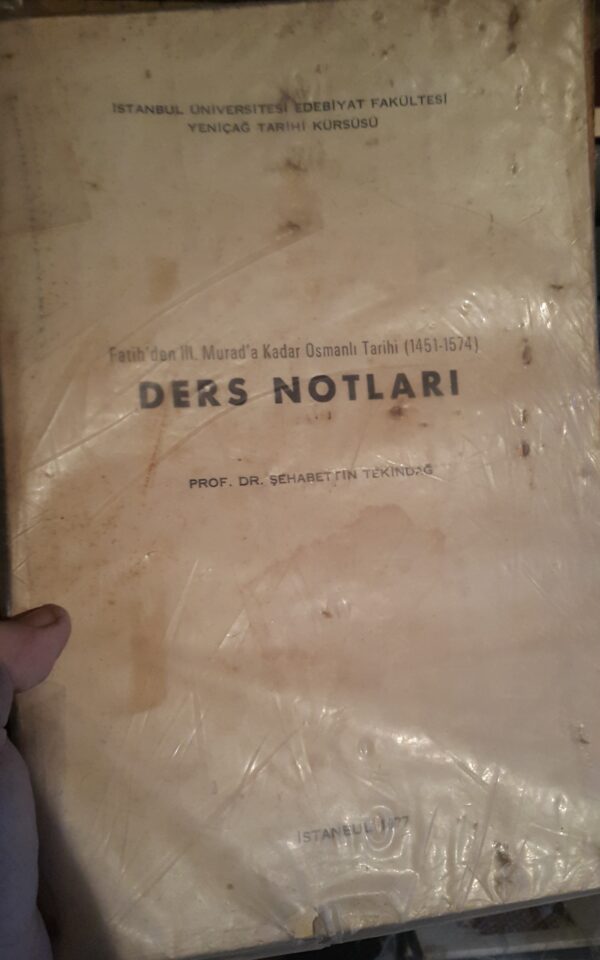 İSTANBUL ÜNİVERSİTESİ EDEBİYAT FAKÜLTESİ
YENİÇAĞ TARİHİ KÜRSÜSÜ
Fatih'den III. Murad'a Kadar Osmanlı Tarihi (1451-1574)
DERS NOTLARI
PROF. DR. ŞEHABETTİN TEKİNDAĞ
İSTANBUL 1977